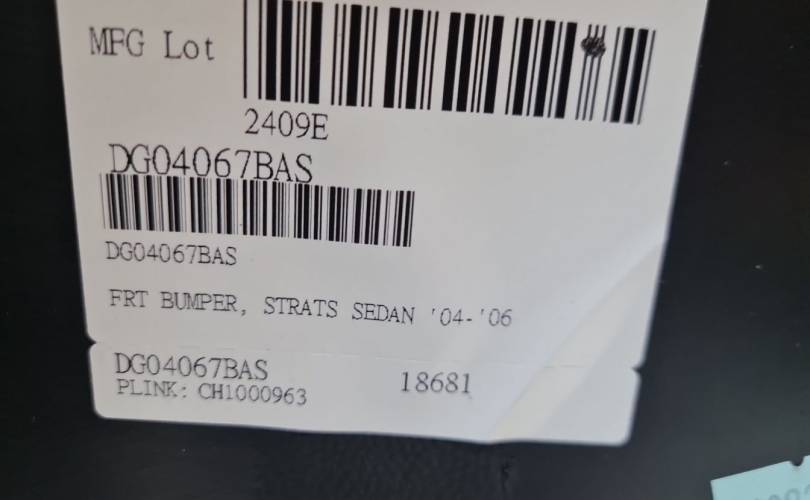 MFG Lot
2409E
DG04067BAS
DG04067BAS
FRT BUMPER, STRATS SEDAN '04-'06
DG04067BAS 18681
PLINK: CH1000963